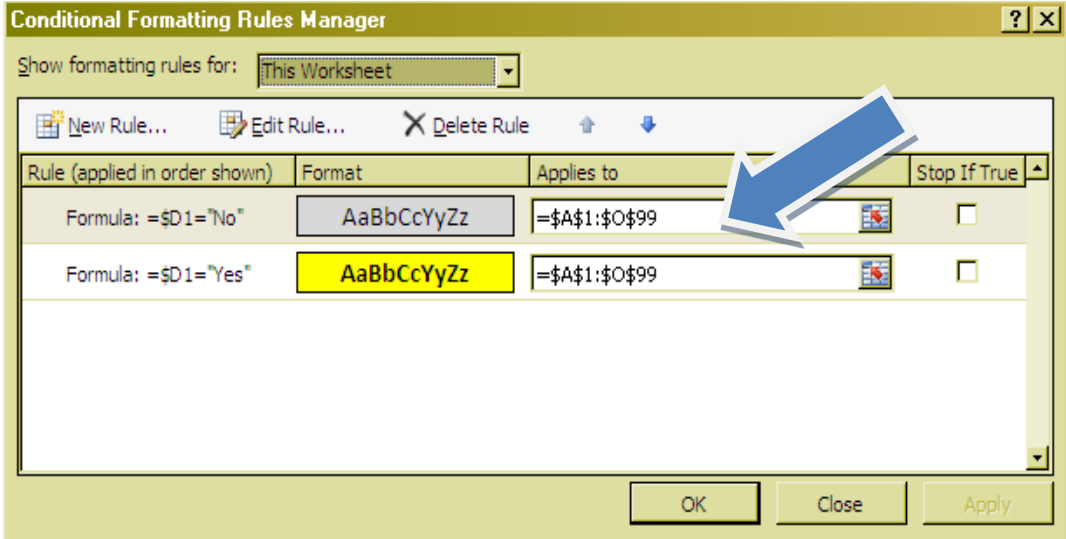 Conditional Formatting Rules Manager ? X
Show formatting rules for: This Worksheet
New Rule... Edit Rule... Delete Rule
Rule (applied in order shown) Format Applies to Stop If True
Formula: =$D1="No" AaBbCcYyZz =$A$1:$O$99
Formula: =$D1="Yes" AaBbCcYyZz =$A$1:$O$99
OK Close Apply